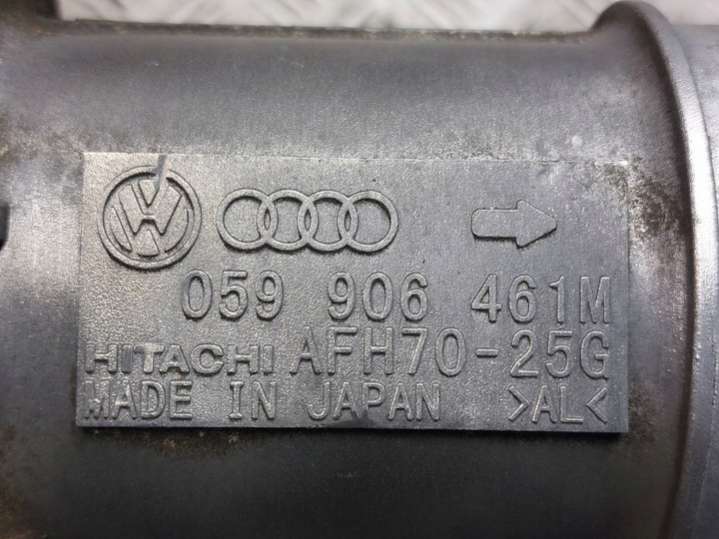 059 906 461M
HITACHI AFH70-25G
MADE IN JAPAN >AL<